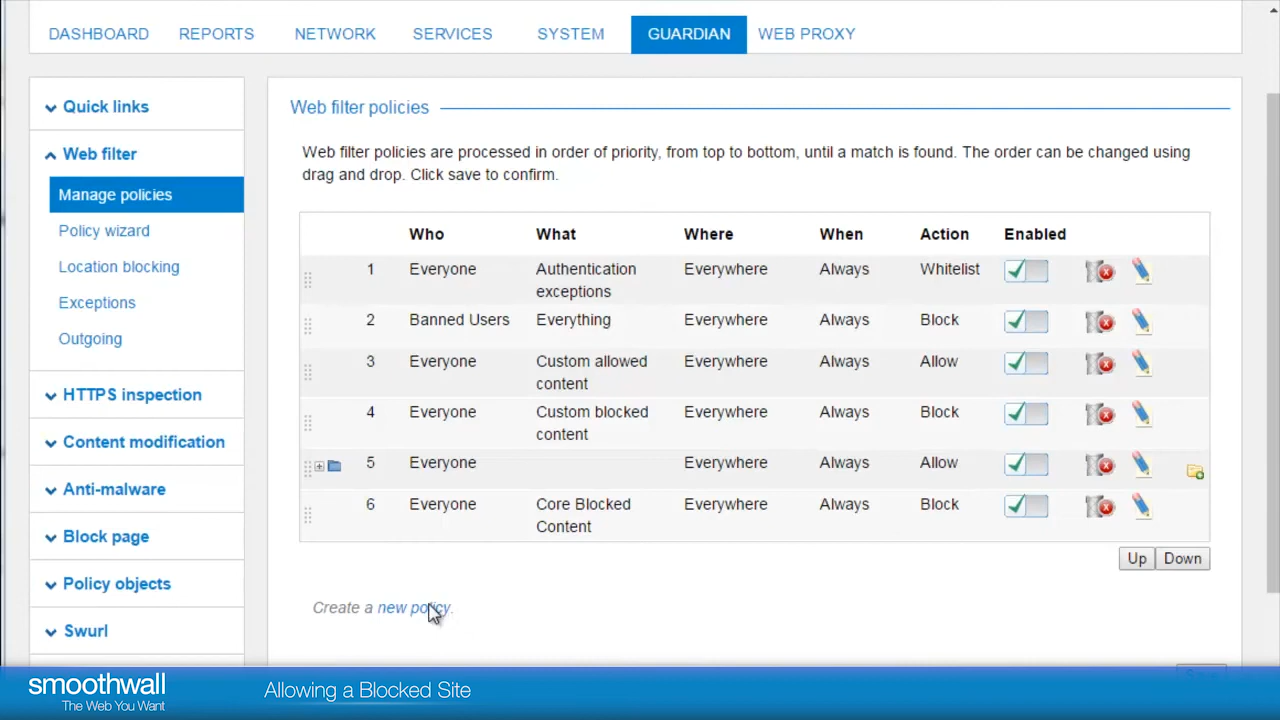 DASHBOARD REPORTS NETWORK SERVICES SYSTEM GUARDIAN WEB PROXY
Quick links
Web filter
Manage policies
Policy wizard
Location blocking
Exceptions
Outgoing
HTTPS inspection
Content modification
Anti-malware
Block page
Policy objects
Swurl
Web filter policies
Web filter policies are processed in order of priority, from top to bottom, until a match is found. The order can be changed using
drag and drop. Click save to confirm.
Who What Where When Action Enabled
1 Everyone Authentication Everywhere Always Whitelist
exceptions
2 Banned Users Everything Everywhere Always Block
3 Everyone Custom allowed Everywhere Always Allow
content
4 Everyone Custom blocked Everywhere Always Block
content
5 Everyone Everywhere Always Allow
6 Everyone Core Blocked Everywhere Always Block
Content
Up Down
Create a new policy.
smoothwall
The Web You Want
Allowing a Blocked Site